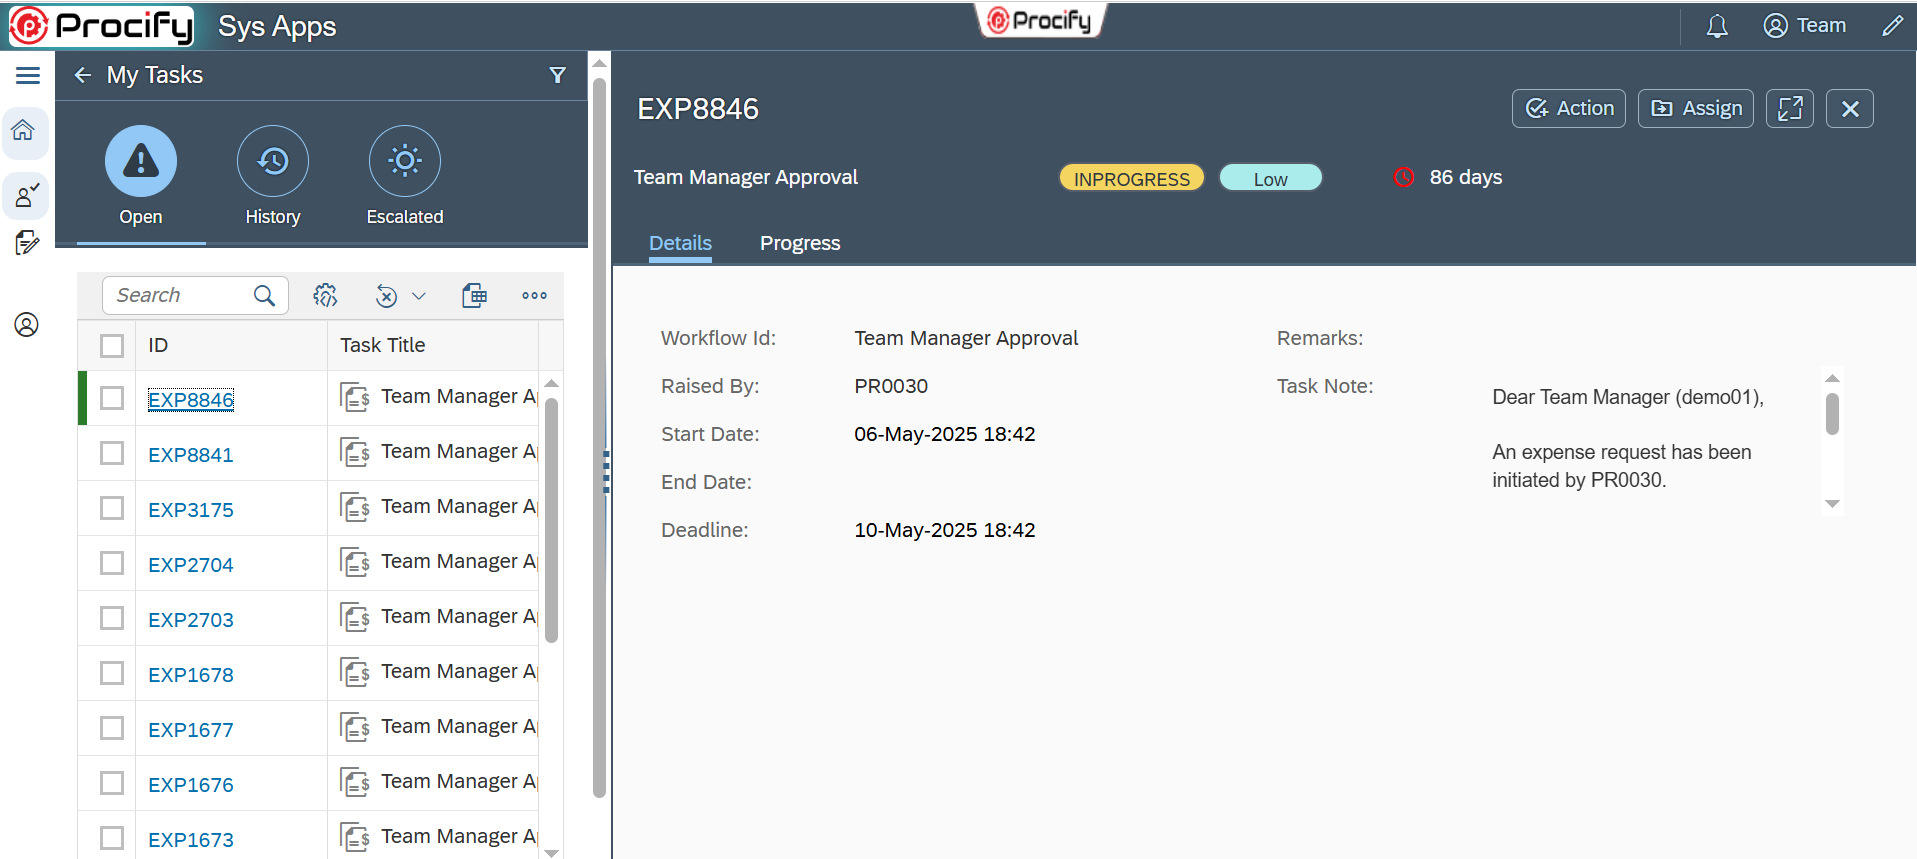 Procify Sys Apps
Procify
Team
My Tasks
Open
History
Escalated
Search
ID
Task Title
EXP8846
Team Manager A
EXP8841
Team Manager A
EXP3175
Team Manager A
EXP2704
Team Manager A
EXP2703
Team Manager A
EXP1678
Team Manager A
EXP1677
Team Manager A
EXP1676
Team Manager A
EXP1673
Team Manager A
EXP8846
Action
Assign
Team Manager Approval
INPROGRESS
Low
86 days
Details
Progress
Workflow Id: Team Manager Approval
Raised By: PR0030
Start Date: 06-May-2025 18:42
End Date:
Deadline: 10-May-2025 18:42
Remarks:
Task Note:
Dear Team Manager (demo01),
An expense request has been
initiated by PR0030.